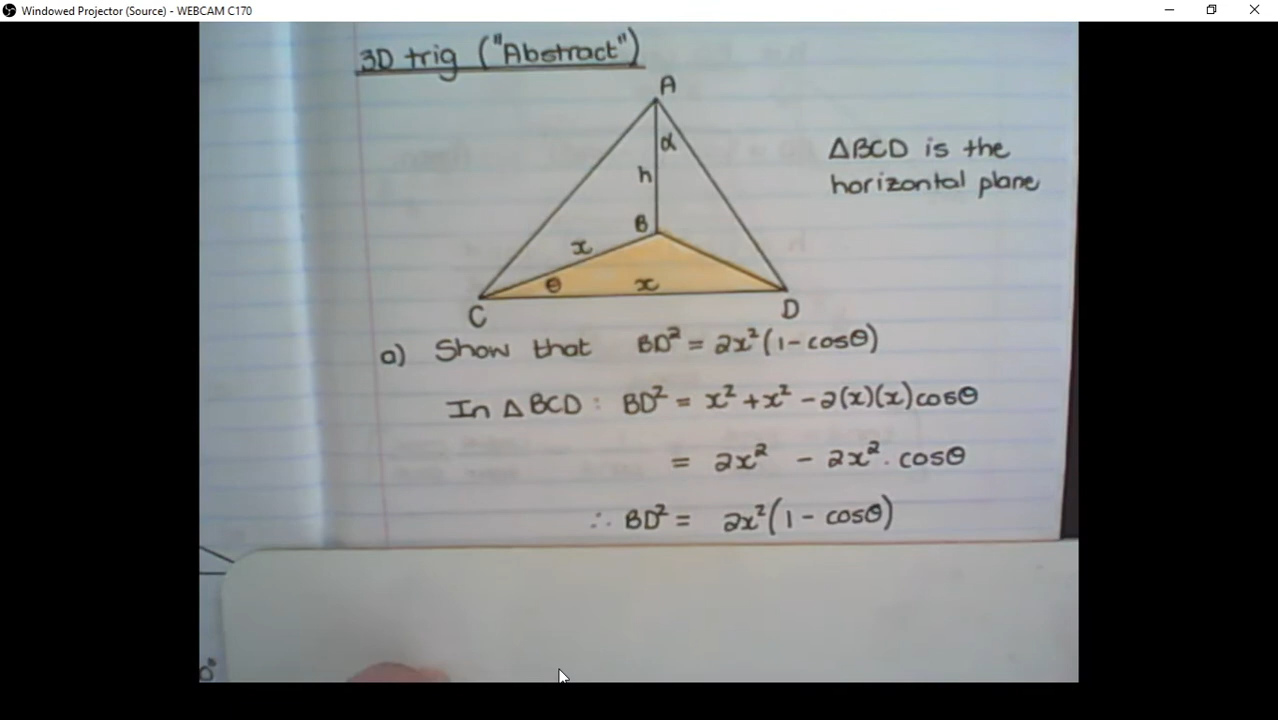 Windowed Projector (Source) - WEBCAM C170
3D trig ("Abstract")
A
α
h
B
x
θ
x
C
D
ΔBCD is the
horizontal plane
a) Show that BD² = 2x²(1 - cosθ)
In ΔBCD: BD² = x² + x² - 2(x)(x)cosθ
= 2x² - 2x². cosθ
∴ BD² = 2x²(1 - cosθ)
0°